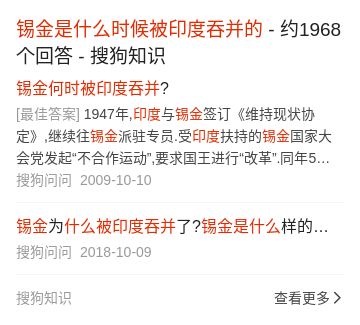 锡金是什么时候被印度吞并的 - 约1968
个回答 - 搜狗知识
锡金何时被印度吞并?
[最佳答案] 1947年,印度与锡金签订《维持现状协
定》,继续往锡金派驻专员.受印度扶持的锡金国家大
会党发起“不合作运动”,要求国王进行“改革”.同年5...
搜狗问问 2009-10-10
锡金为什么被印度吞并了?锡金是什么样的...
搜狗问问 2018-10-09
搜狗知识 查看更多